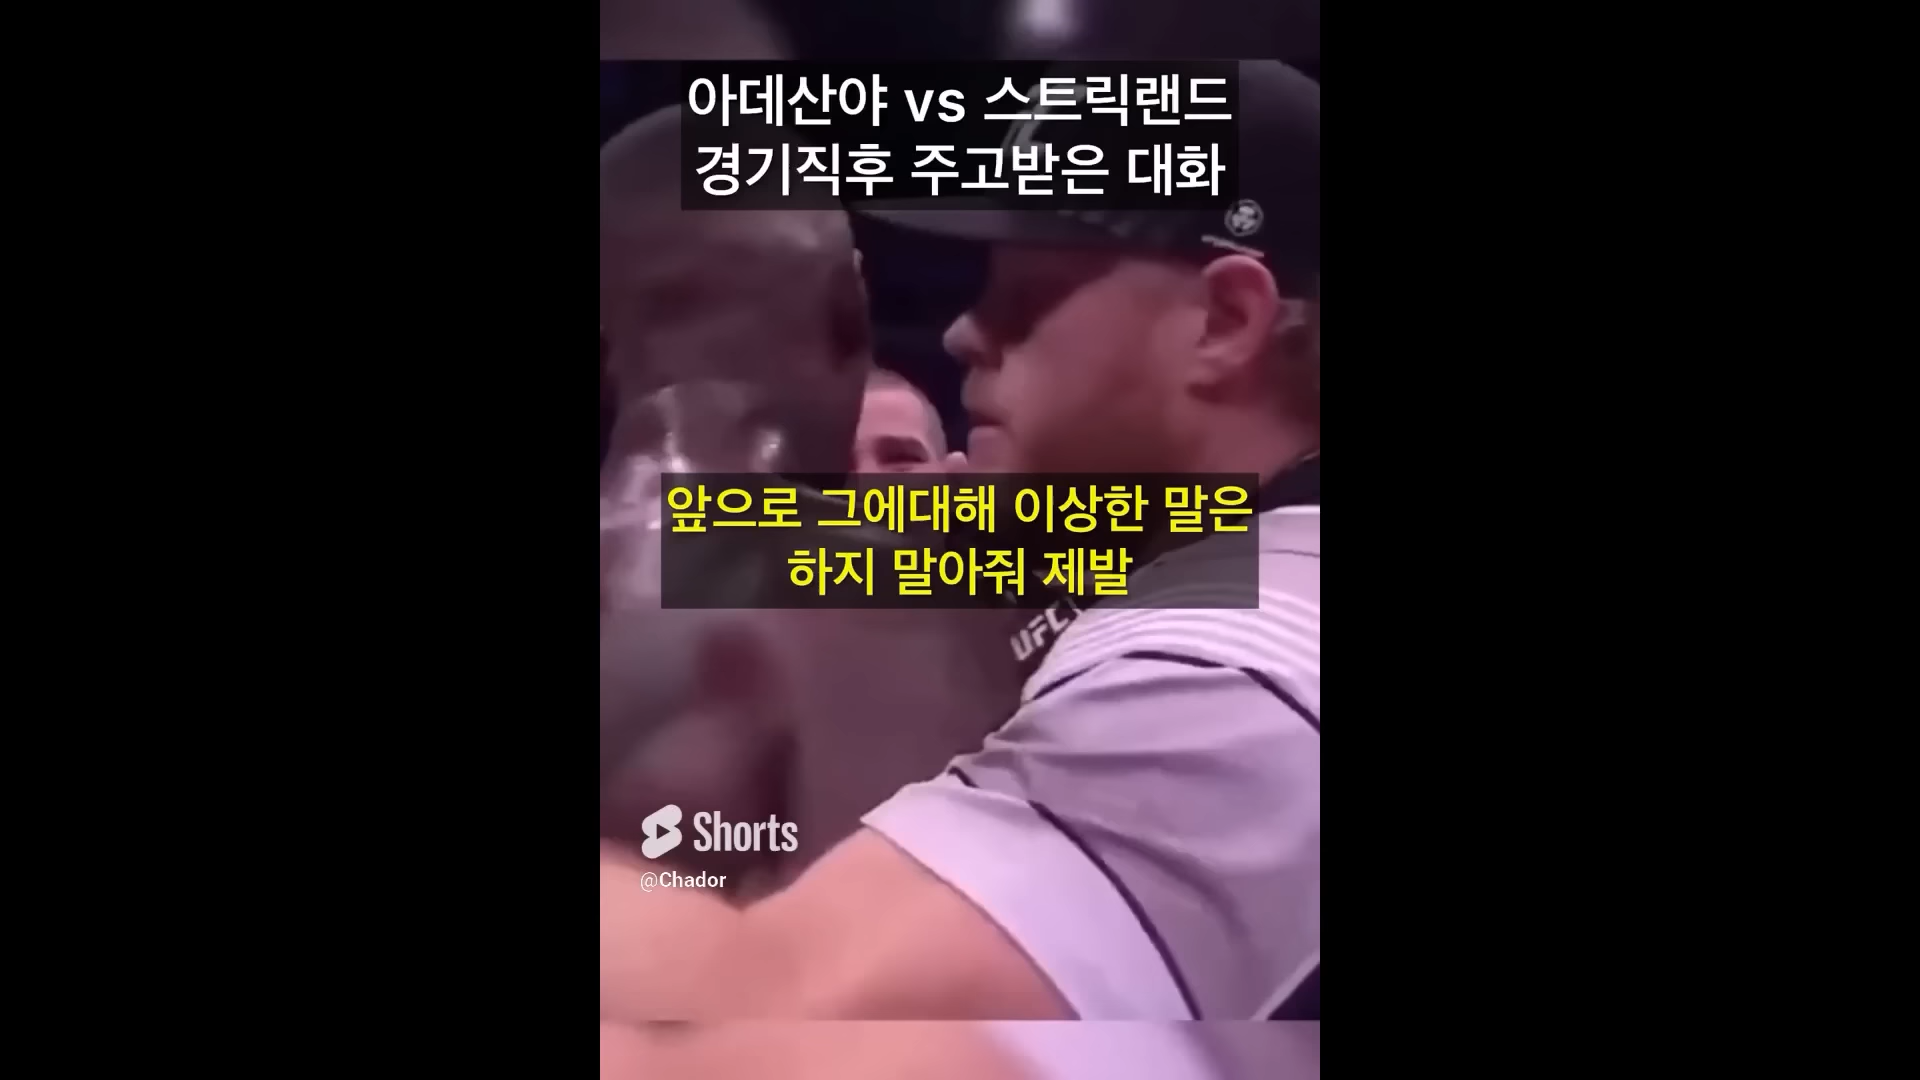 아데산야 vs 스트릭랜드
경기직후 주고받은 대화
앞으로 그에대해 이상한 말은
하지 말아줘 제발
UFC
Shorts
@Chador